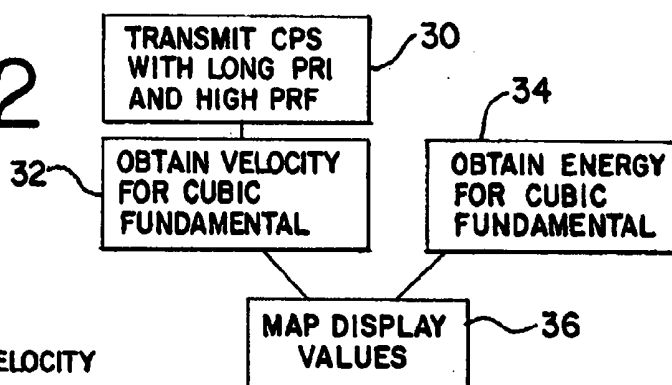 2
TRANSMIT CPS
WITH LONG PRI
AND HIGH PRF
30
32
OBTAIN VELOCITY
FOR CUBIC
FUNDAMENTAL
34
OBTAIN ENERGY
FOR CUBIC
FUNDAMENTAL
MAP DISPLAY
VALUES
36
ELOCITY